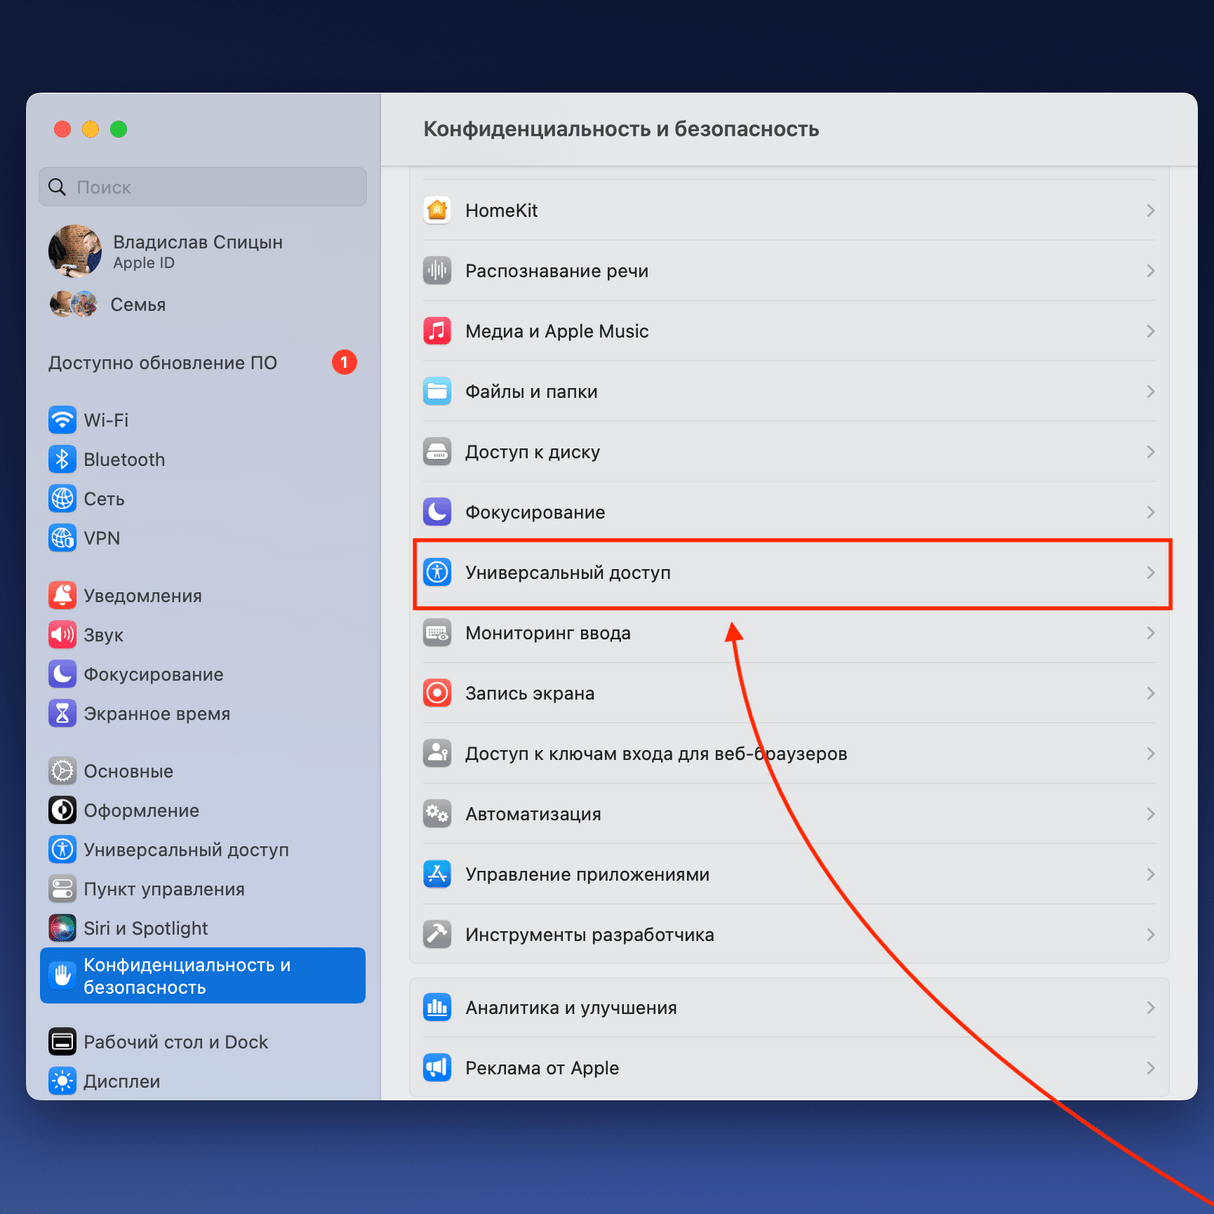 Конфиденциальность и безопасность
Поиск
Владислав Спицын
Apple ID
Семья
Доступно обновление ПО
1
Wi-Fi
Bluetooth
Сеть
VPN
Уведомления
Звук
Фокусирование
Экранное время
Основные
Оформление
Универсальный доступ
Пункт управления
Siri и Spotlight
Конфиденциальность и
безопасность
Рабочий стол и Dock
Дисплеи
HomeKit
Распознавание речи
Медиа и Apple Music
Файлы и папки
Доступ к диску
Фокусирование
Универсальный доступ
Мониторинг ввода
Запись экрана
Доступ к ключам входа для веб-браузеров
Автоматизация
Управление приложениями
Инструменты разработчика
Аналитика и улучшения
Реклама от Apple